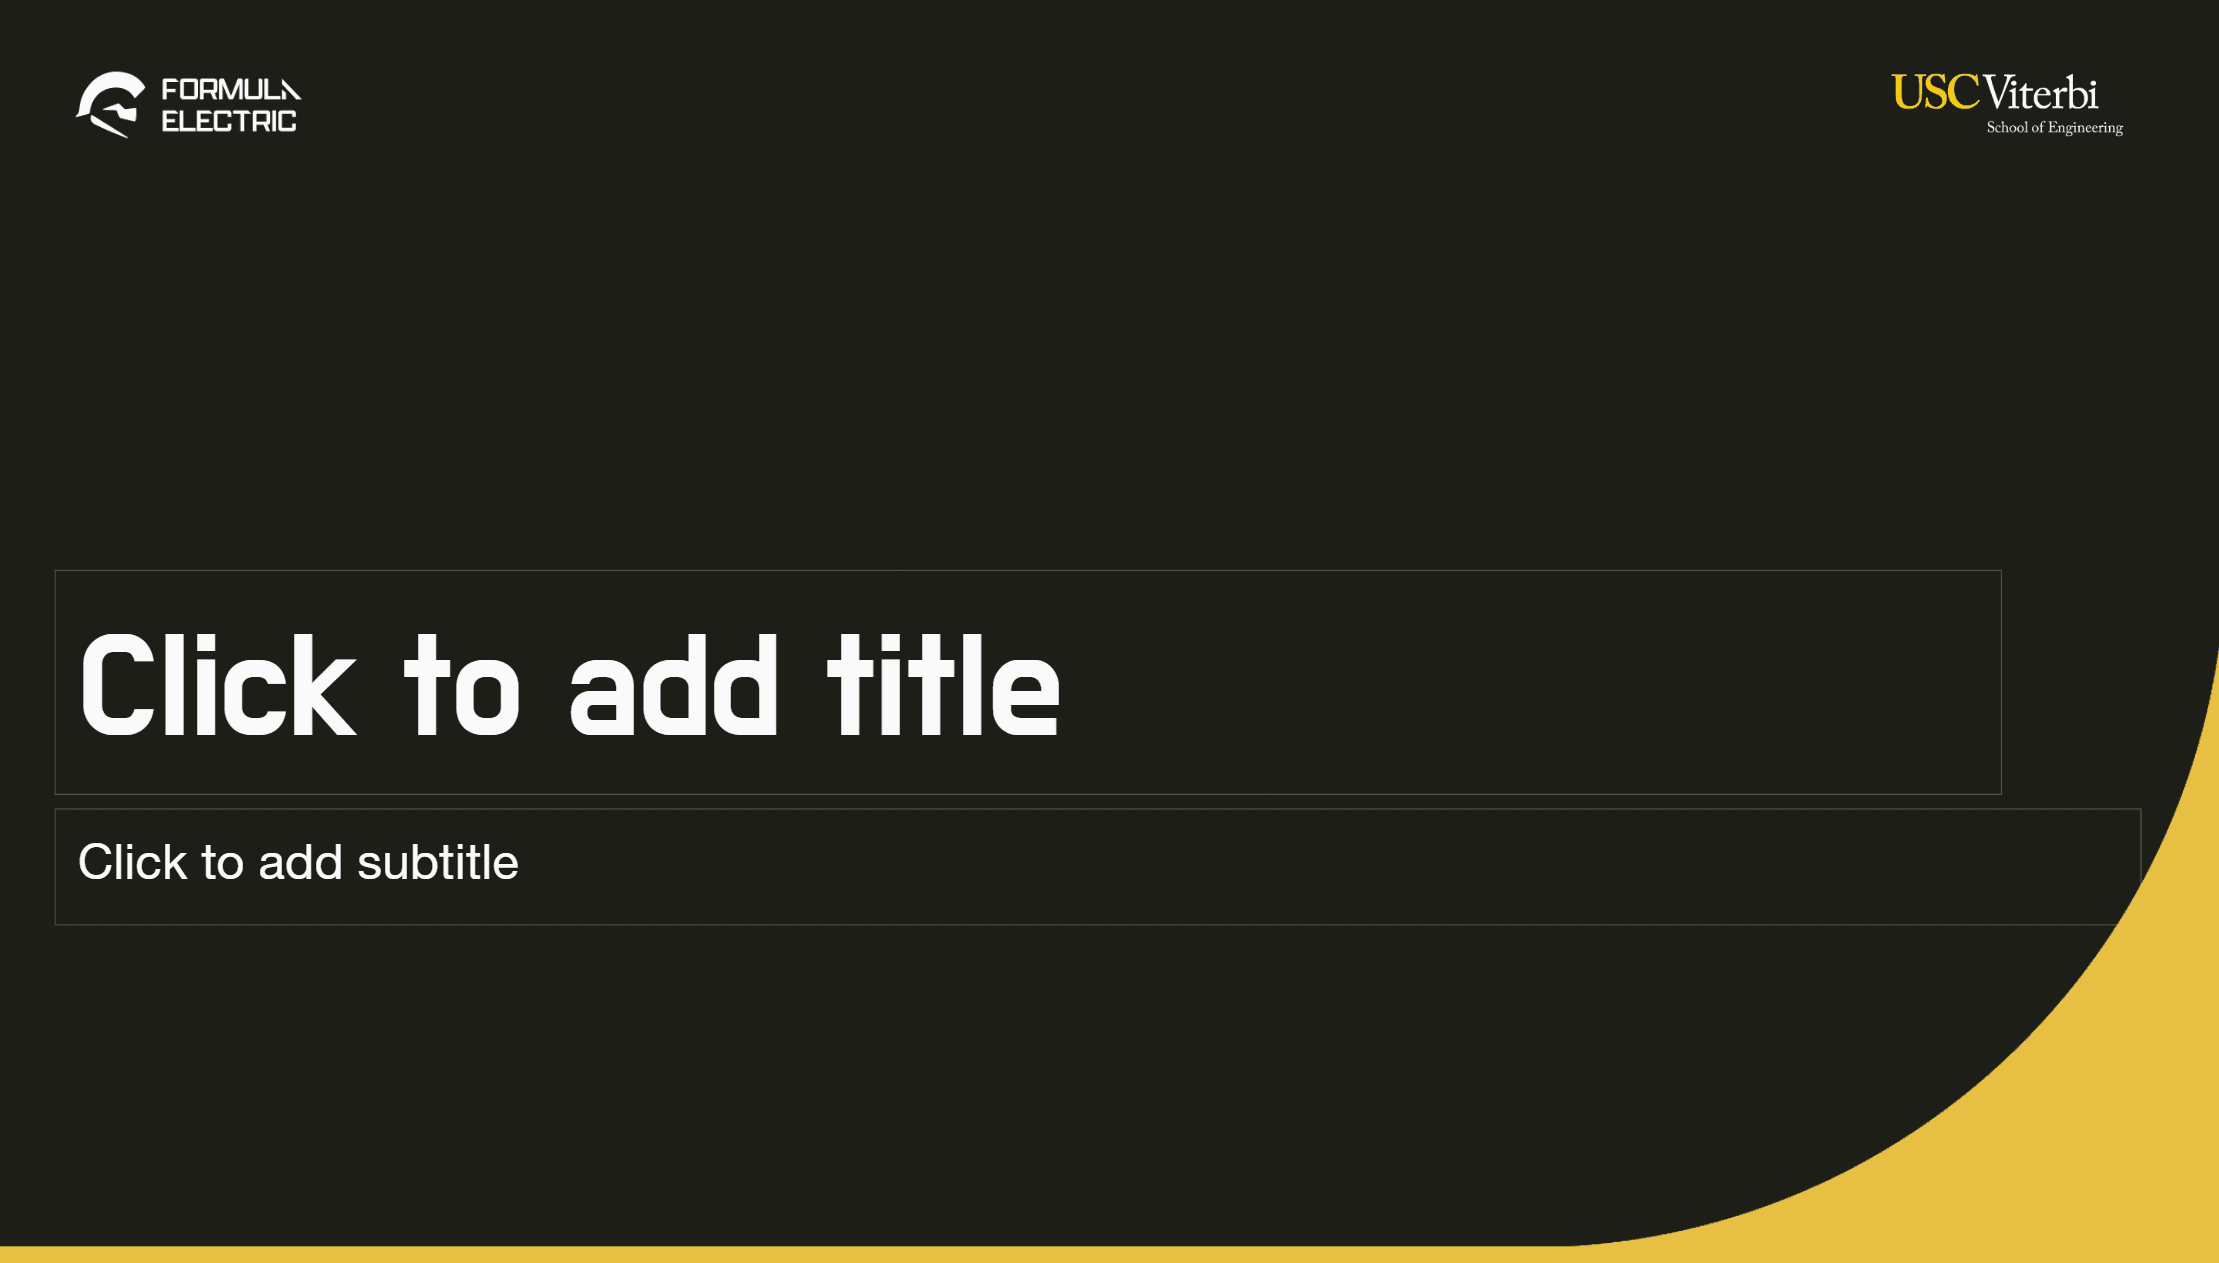 FORMULA
ELECTRIC
USC Viterbi
School of Engineering
Click to add title
Click to add subtitle